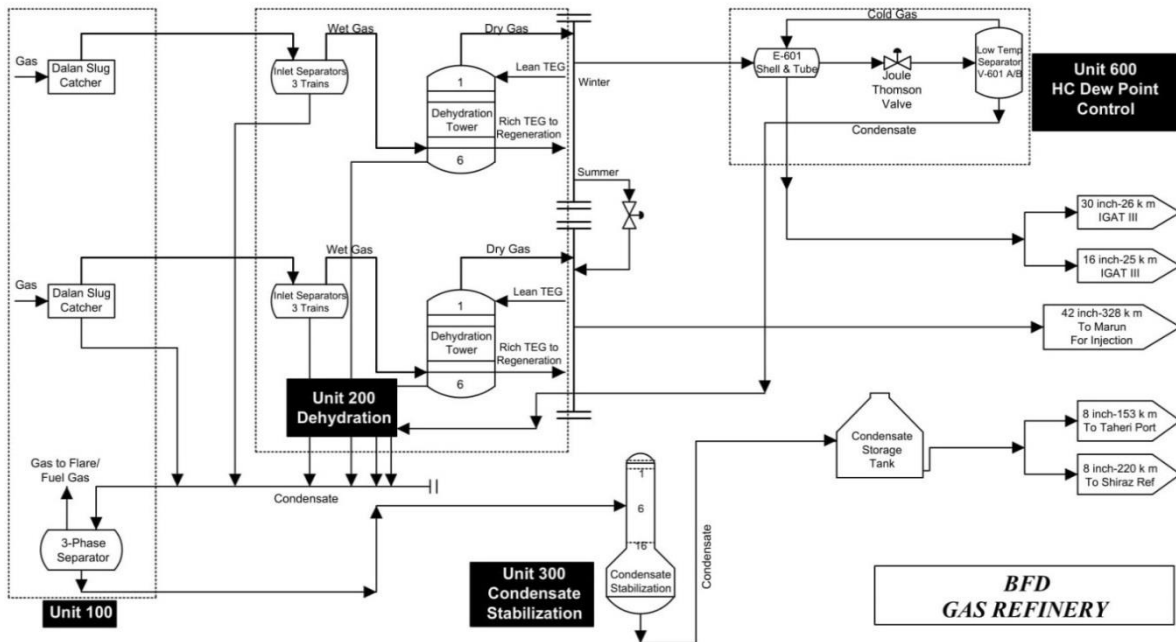 Gas
Dalan Slug
Catcher
Wet Gas
Inlet Separators
3 Trains
Dry Gas
Lean TEG
1
Dehydration
Tower
6
Rich TEG to
Regeneration
Winter
Summer
Cold Gas
E-601
Shell & Tube
Joule
Thomson
Valve
Low Temp
Separator
V-601 A/B
Condensate
Unit 600
HC Dew Point
Control
30 inch-26 k m
IGAT III
16 inch-25 k m
IGAT III
42 inch-328 k m
To Marun
For Injection
Gas
Dalan Slug
Catcher
Wet Gas
Inlet Separators
3 Trains
Dry Gas
Lean TEG
1
Dehydration
Tower
6
Rich TEG to
Regeneration
Unit 200
Dehydration
Gas to Flare/
Fuel Gas
Condensate
3-Phase
Separator
Unit 100
1
6
16
Condensate
Stabilization
Unit 300
Condensate
Stabilization
Condensate
Condensate
Storage
Tank
8 inch-153 k m
To Taheri Port
8 inch-220 k m
To Shiraz Ref
BFD
GAS REFINERY